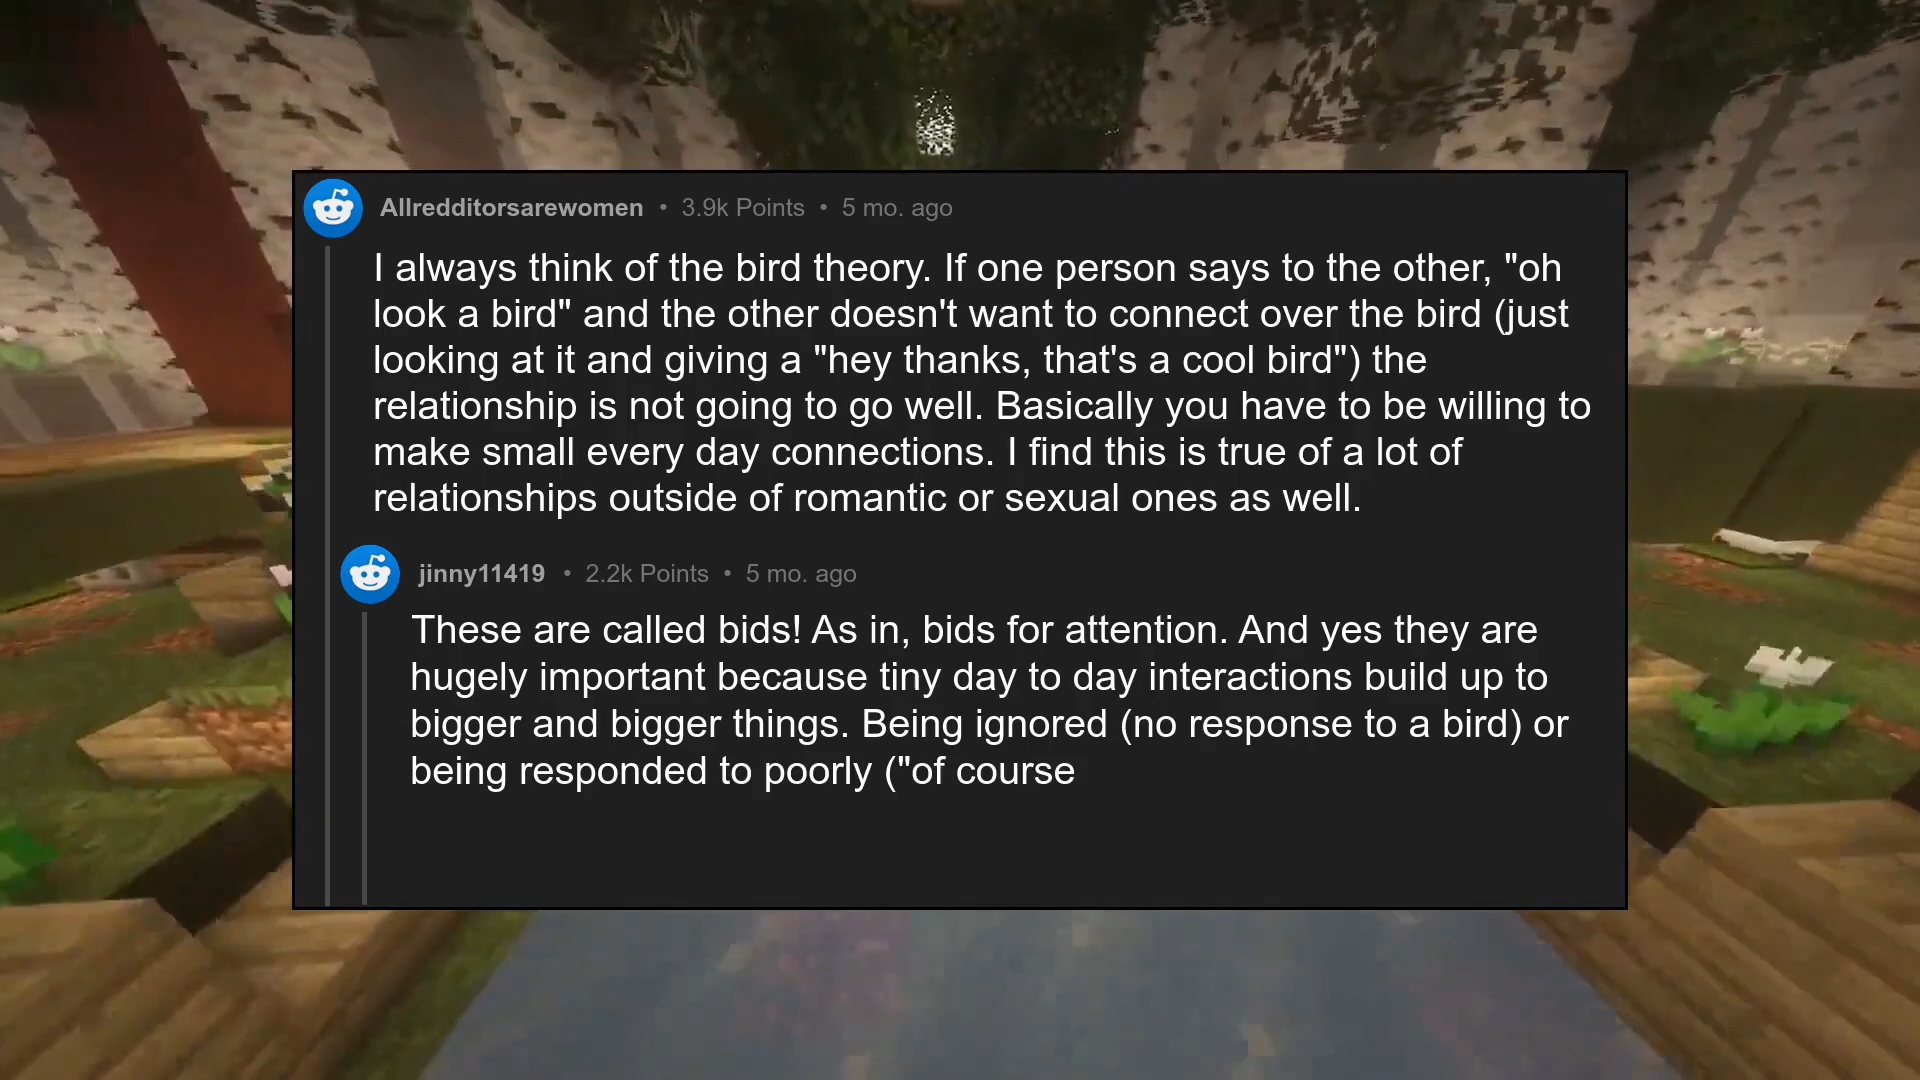 Allredditorsarewomen • 3.9k Points • 5 mo. ago
I always think of the bird theory. If one person says to the other, "oh
look a bird" and the other doesn't want to connect over the bird (just
looking at it and giving a "hey thanks, that's a cool bird") the
relationship is not going to go well. Basically you have to be willing to
make small every day connections. I find this is true of a lot of
relationships outside of romantic or sexual ones as well.
jinny11419 • 2.2k Points • 5 mo. ago
These are called bids! As in, bids for attention. And yes they are
hugely important because tiny day to day interactions build up to
bigger and bigger things. Being ignored (no response to a bird) or
being responded to poorly ("of course